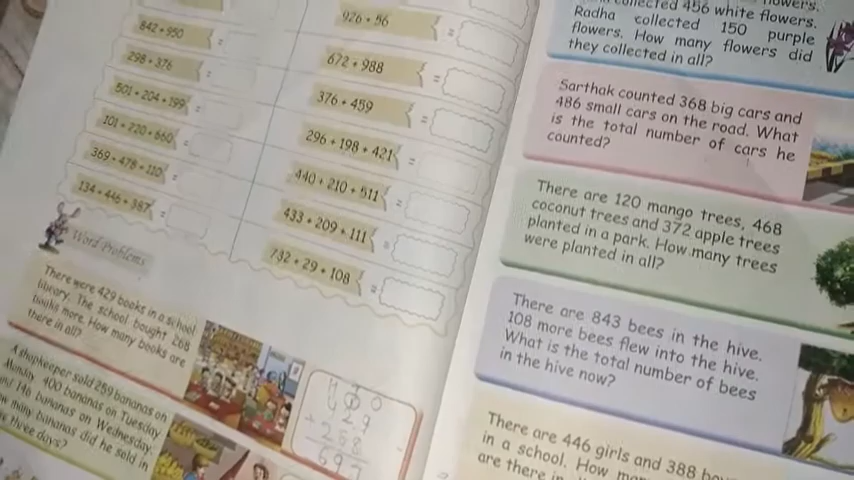 842 + 950 =
298 + 376 =
501 + 204 + 199 =
101 + 220 + 660 =
369 + 478 + 110 =
134 + 446 + 387 =
926 + 56 =
672 + 988 =
376 + 459 =
296 + 198 + 421 =
440 + 210 + 511 =
433 + 209 + 111 =
732 + 29 + 108 =
Word Problems
There were 429 books in a school
library. The school bought 268
books more. How many books are
there in all?
A shopkeeper sold 259 bananas on
Monday, 400 bananas on Tuesday
and 146 bananas on Wednesday.
How many bananas did he sold in
three days?
H T O
4 2 9
+ 2 6 8
6 9 7
collected 456 white flowers.
Radha collected 150 purple
flowers. How many flowers did
they collected in all?
Sarthak counted 368 big cars and
486 small cars on the road. What
is the total number of cars he
counted?
There are 120 mango trees, 468
coconut trees and 372 apple trees
planted in a park. How many trees
were planted in all?
There are 843 bees in the hive.
108 more bees flew into the hive.
What is the total number of bees
in the hive now?
There are 446 girls and 388
in a school. How
are there in